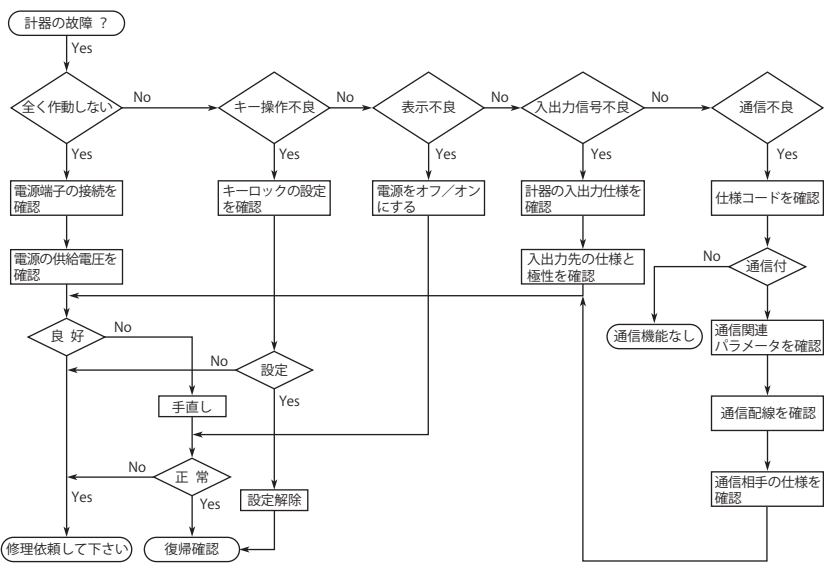 計器の故障 ?
Yes
全く作動しない
No
キー操作不良
No
表示不良
No
入出力信号不良
No
通信不良
Yes
Yes
Yes
Yes
Yes
電源端子の接続を
確認
キーロックの設定
を確認
電源をオフ／オン
にする
計器の入出力仕様を
確認
仕様コードを確認
電源の供給電圧を
確認
入出力先の仕様と
極性を確認
No
通信付
良 好
No
通信機能なし
通信関連
パラメータを確認
No
設定
Yes
手直し
通信配線を確認
No
正 常
Yes
Yes
設定解除
通信相手の仕様を
確認
修理依頼して下さい
復帰確認